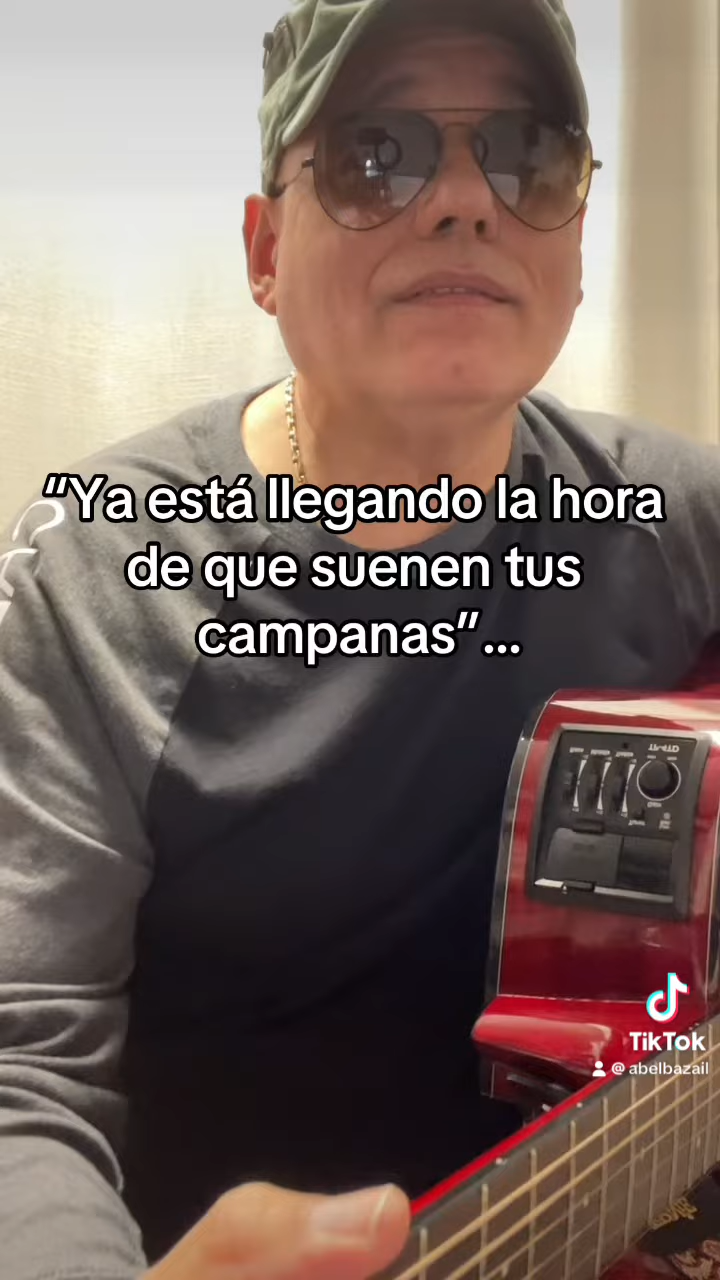 “Ya está llegando la hora
de que suenen tus
campanas”...
TikTok
@abelbazail